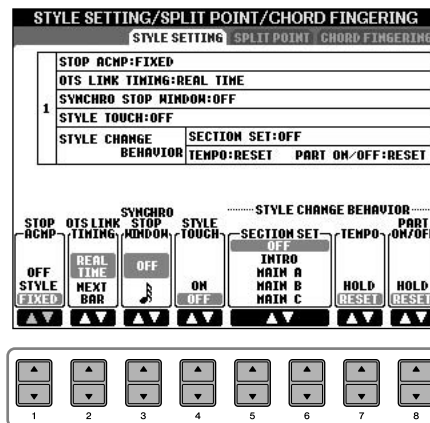 STYLE SETTING/SPLIT POINT/CHORD FINGERING
STYLE SETTING SPLIT POINT CHORD FINGERING
1
STOP ACMP:FIXED
OTS LINK TIMING:REAL TIME
SYNCHRO STOP WINDOW:OFF
STYLE TOUCH:OFF
STYLE CHANGE BEHAVIOR
SECTION SET:OFF
TEMPO:RESET PART ON/OFF:RESET
STYLE CHANGE BEHAVIOR
STOP ACMP
OFF
STYLE
FIXED
OTS LINK TIMING
REAL TIME
NEXT BAR
SYNCHRO STOP WINDOW
OFF
STYLE TOUCH
ON
OFF
SECTION SET
OFF
INTRO
MAIN A
MAIN B
MAIN C
TEMPO
HOLD
RESET
PART ON/OFF
HOLD
RESET
1 2 3 4 5 6 7 8